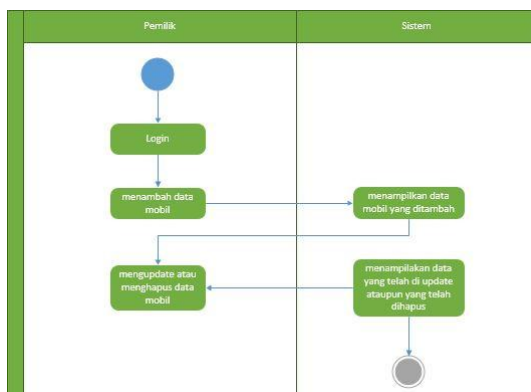 Pemilik
Sistem
Login
menambah data
mobil
menampilkan data
mobil yang ditambah
mengupdate atau
menghapus data
mobil
menampilakan data
yang telah di update
ataupun yang telah
dihapus